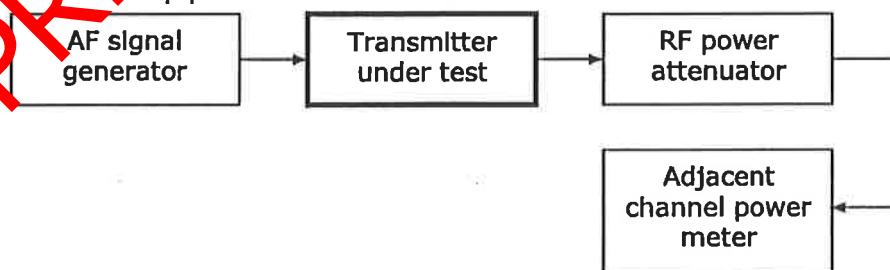 AF signal
generator
Transmitter
under test
RF power
attenuator
Adjacent
channel power
meter